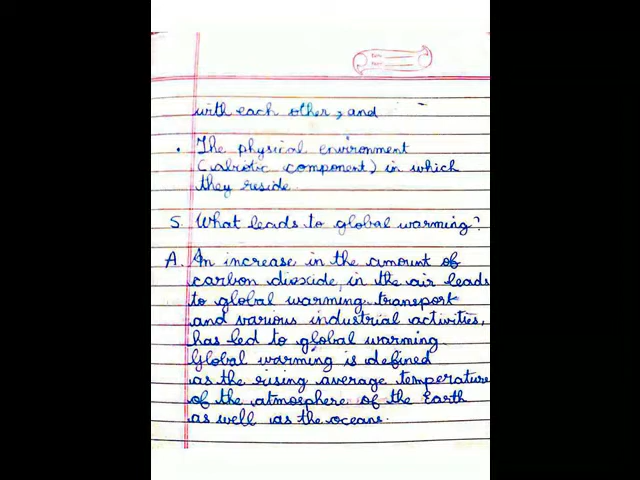 with each other, and
• The physical environment
(abiotic component) in which
they reside.
5. What leads to global warming?
A. An increase in the amount of
carbon dioxide, in the air leads
to global warming transport
and various industrial activities,
has led to global warming
Global warming is defined
as the rising average temperature
of the atmosphere of the Earth
as well as the oceans.